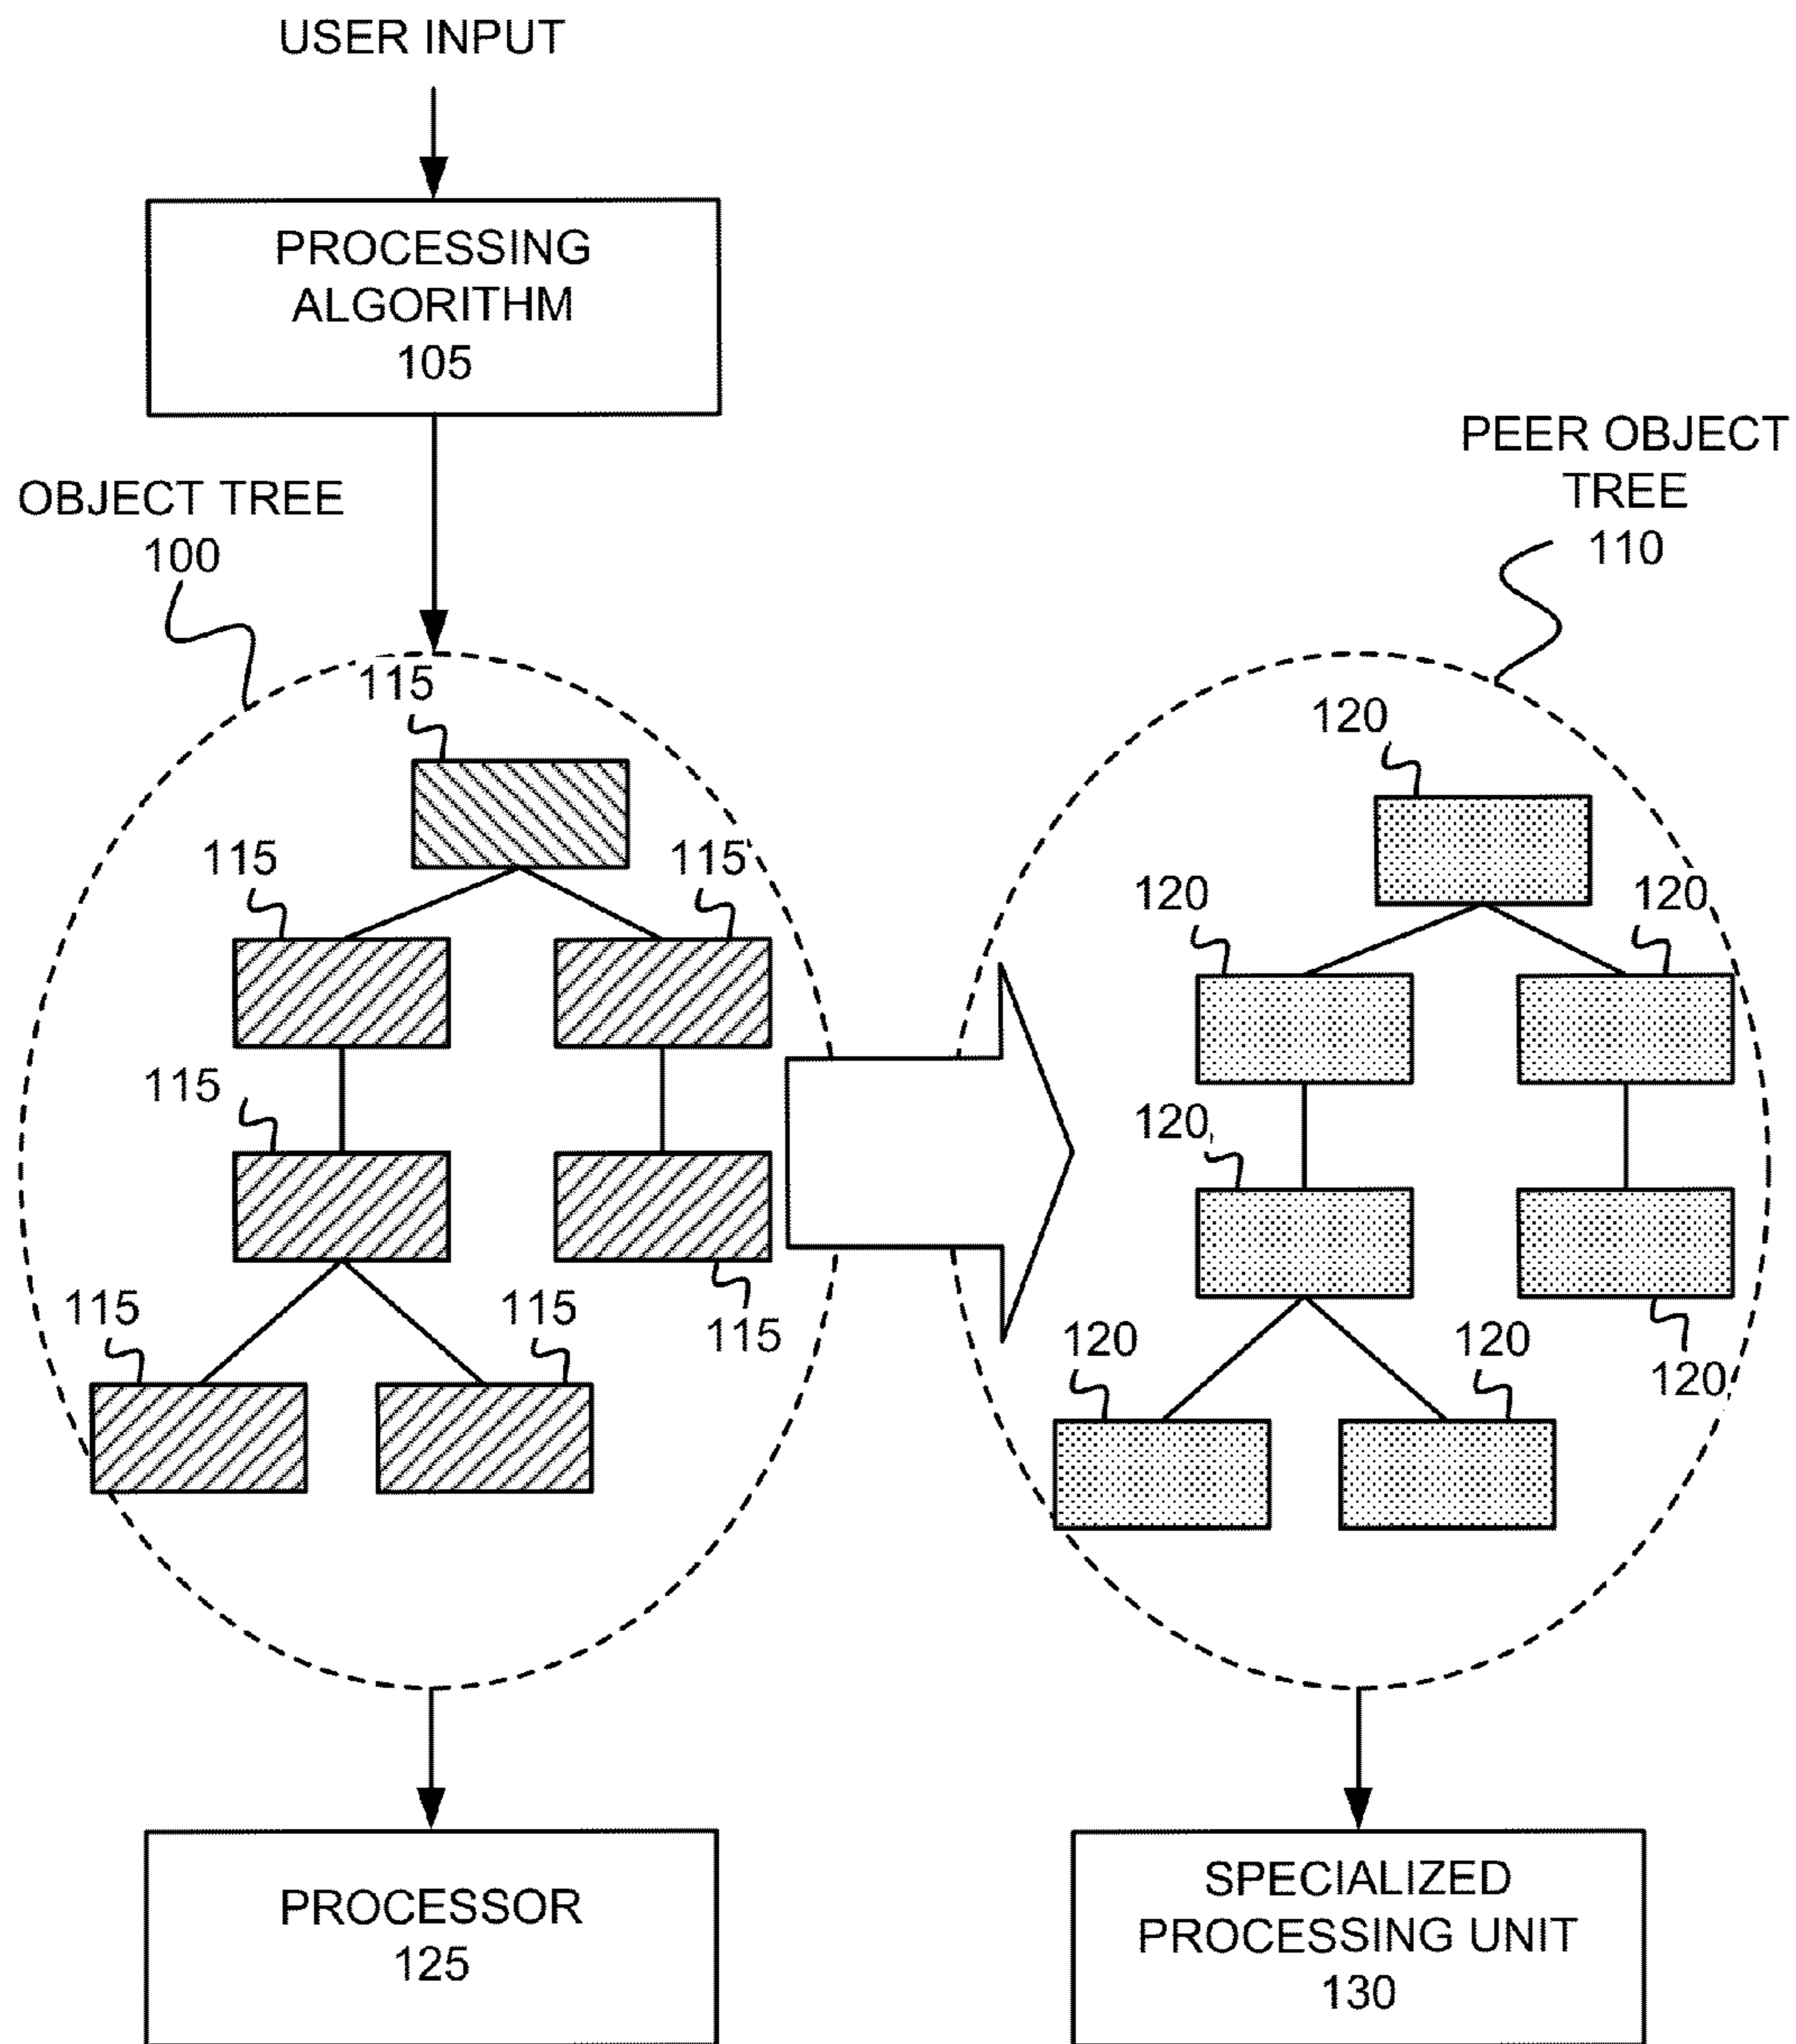 USER INPUT
PROCESSING
ALGORITHM
105
PEER OBJECT
TREE
110
OBJECT TREE
100
115
120
115
115
120
120
115
120
115
115
115
120
120
120
PROCESSOR
125
SPECIALIZED
PROCESSING UNIT
130